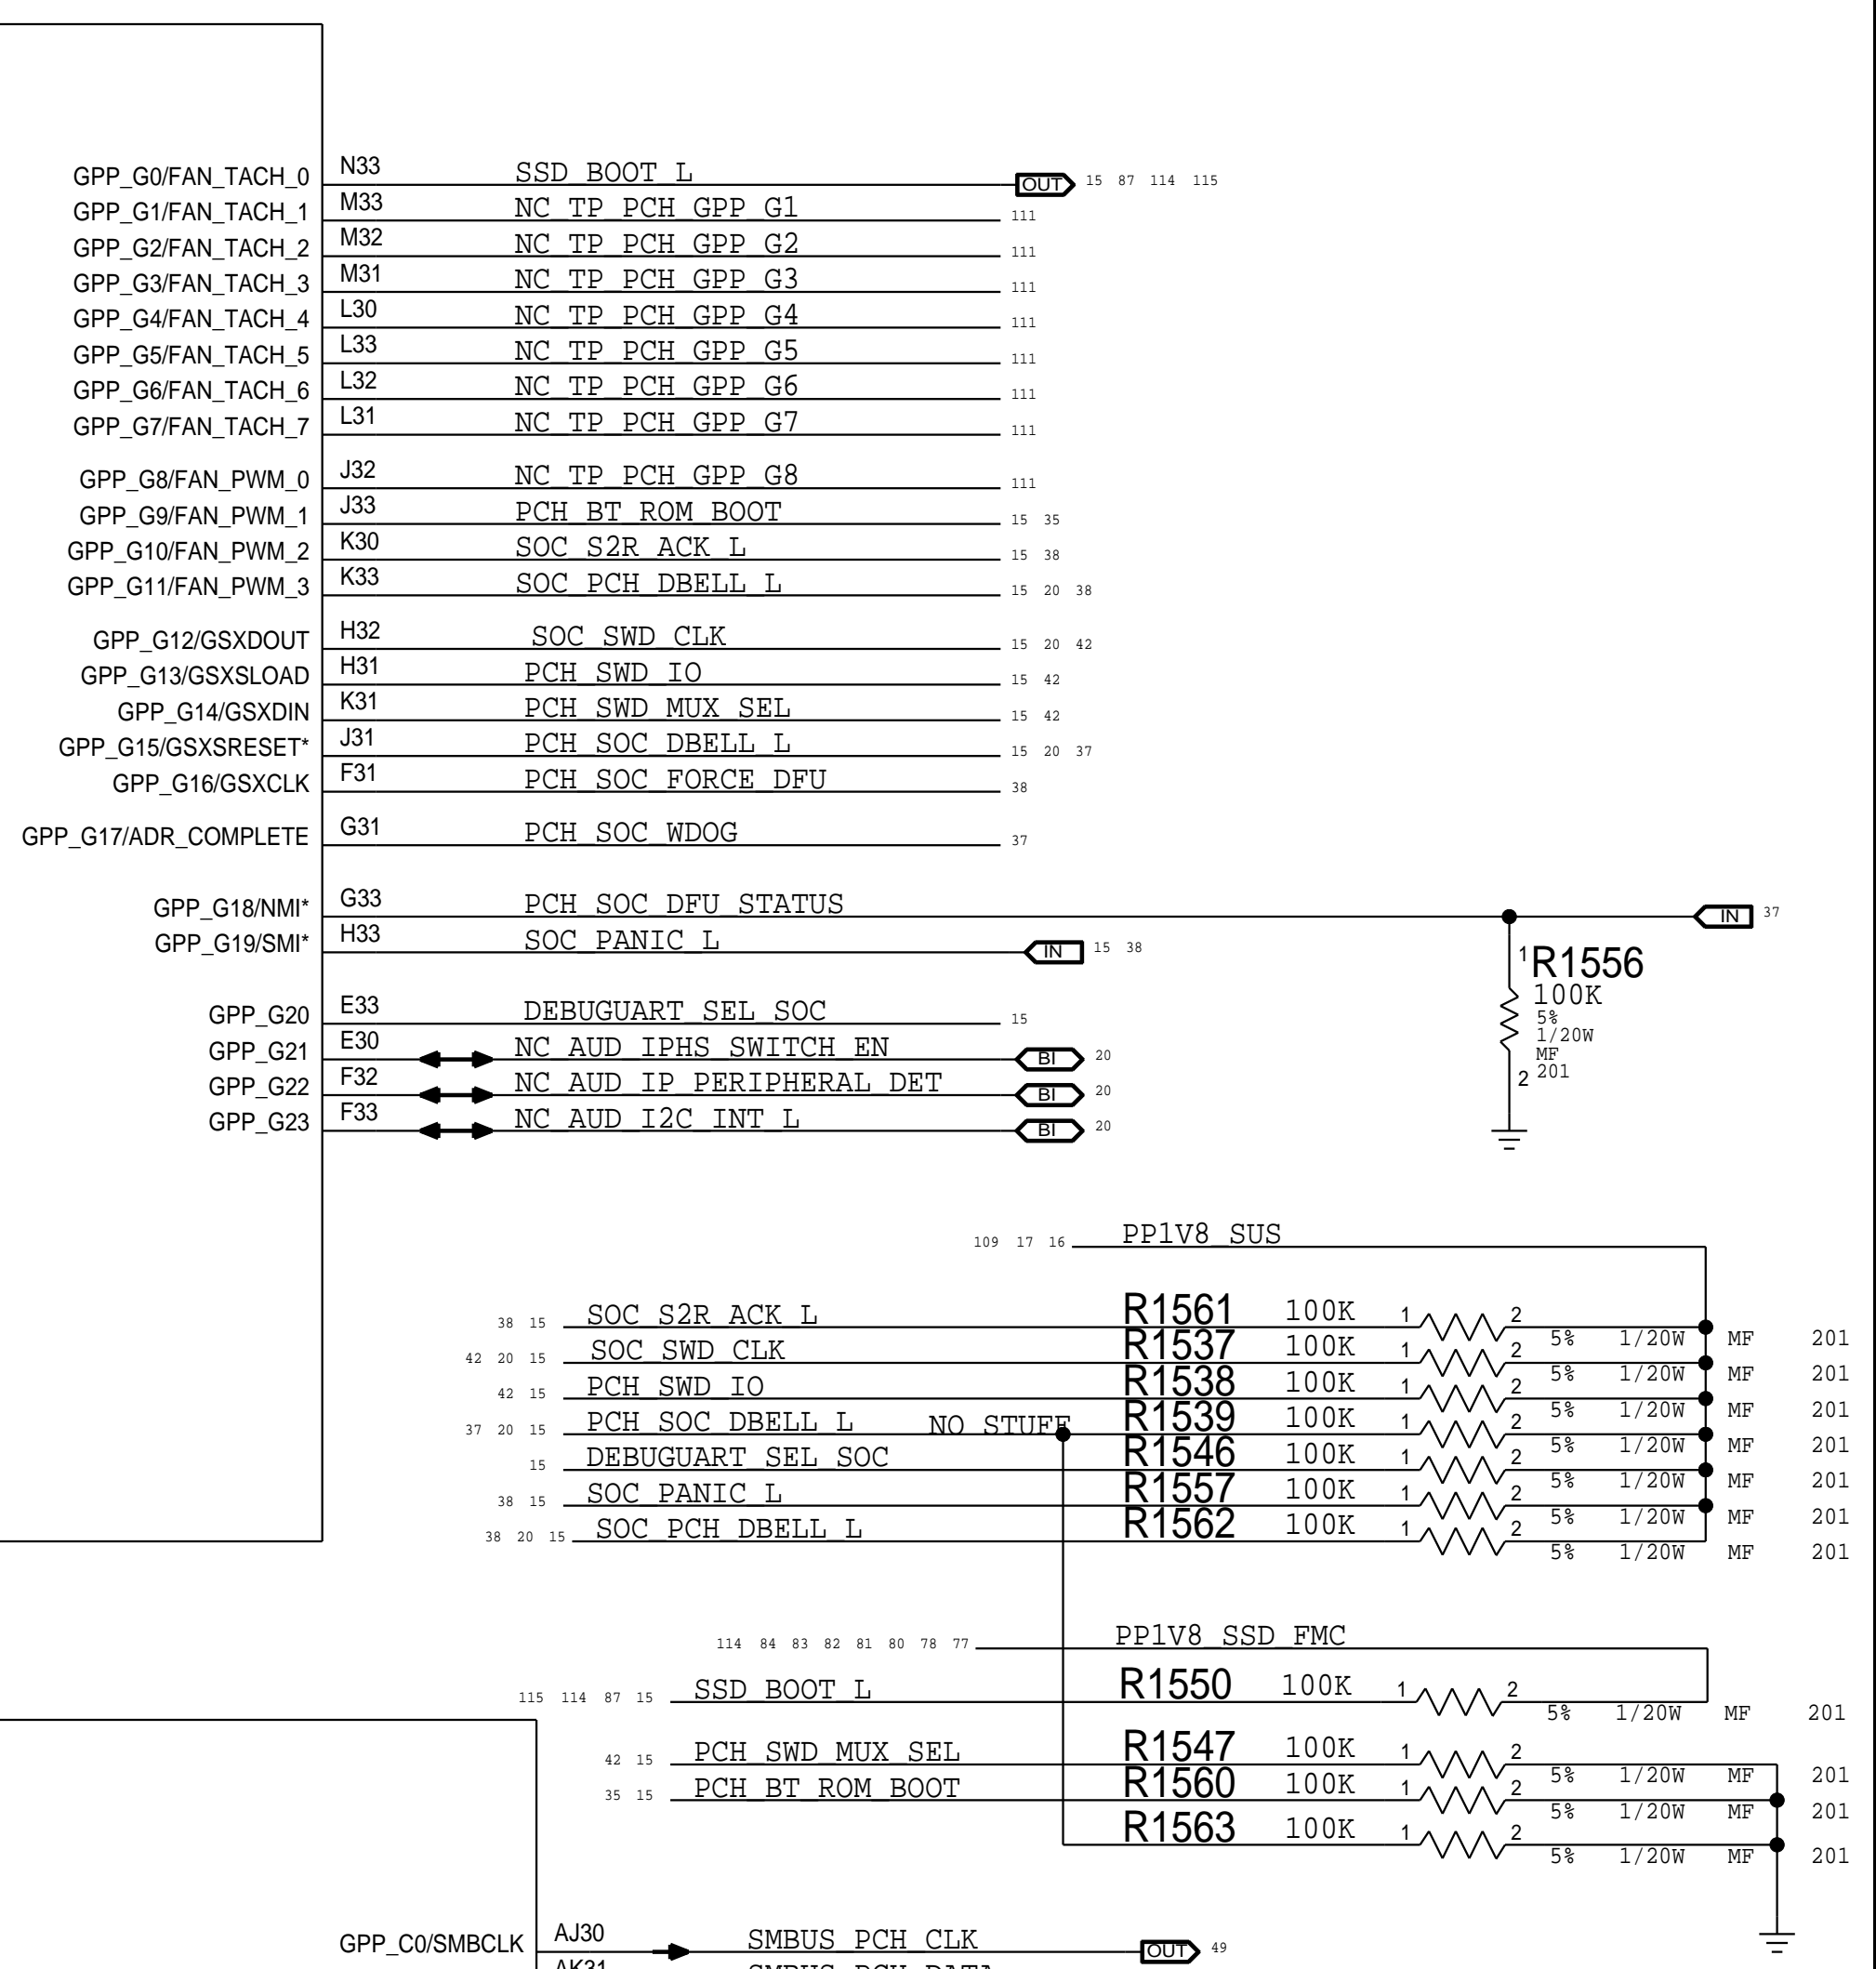 GPP_G0/FAN_TACH_0 N33 SSD_BOOT_L OUT 15 87 114 115
GPP_G1/FAN_TACH_1 M33 NC_TP_PCH_GPP_G1 111
GPP_G2/FAN_TACH_2 M32 NC_TP_PCH_GPP_G2 111
GPP_G3/FAN_TACH_3 M31 NC_TP_PCH_GPP_G3 111
GPP_G4/FAN_TACH_4 L30 NC_TP_PCH_GPP_G4 111
GPP_G5/FAN_TACH_5 L33 NC_TP_PCH_GPP_G5 111
GPP_G6/FAN_TACH_6 L32 NC_TP_PCH_GPP_G6 111
GPP_G7/FAN_TACH_7 L31 NC_TP_PCH_GPP_G7 111
GPP_G8/FAN_PWM_0 J32 NC_TP_PCH_GPP_G8 111
GPP_G9/FAN_PWM_1 J33 PCH_BT_ROM_BOOT 15 35
GPP_G10/FAN_PWM_2 K30 SOC_S2R_ACK_L 15 38
GPP_G11/FAN_PWM_3 K33 SOC_PCH_DBELL_L 15 20 38
GPP_G12/GSXDOUT H32 SOC_SWD_CLK 15 20 42
GPP_G13/GSXSLOAD H31 PCH_SWD_IO 15 42
GPP_G14/GSXDIN K31 PCH_SWD_MUX_SEL 15 42
GPP_G15/GSXSRESET* J31 PCH_SOC_DBELL_L 15 20 37
GPP_G16/GSXCLK F31 PCH_SOC_FORCE_DFU 38
GPP_G17/ADR_COMPLETE G31 PCH_SOC_WDOG 37
GPP_G18/NMI* G33 PCH_SOC_DFU_STATUS IN 37
GPP_G19/SMI* H33 SOC_PANIC_L IN 15 38
1 R1556
100K
5%
1/20W
MF
2 201
GPP_G20 E33 DEBUGUART_SEL_SOC 15
GPP_G21 E30 NC_AUD_IPHS_SWITCH_EN BI 20
GPP_G22 F32 NC_AUD_IP_PERIPHERAL_DET BI 20
GPP_G23 F33 NC_AUD_I2C_INT_L BI 20
109 17 16 PP1V8_SUS
38 15 SOC_S2R_ACK_L R1561 100K 1 2 5% 1/20W MF 201
42 20 15 SOC_SWD_CLK R1537 100K 1 2 5% 1/20W MF 201
42 15 PCH_SWD_IO R1538 100K 1 2 5% 1/20W MF 201
37 20 15 PCH_SOC_DBELL_L NO STUFF R1539 100K 1 2 5% 1/20W MF 201
15 DEBUGUART_SEL_SOC R1546 100K 1 2 5% 1/20W MF 201
38 15 SOC_PANIC_L R1557 100K 1 2 5% 1/20W MF 201
38 20 15 SOC_PCH_DBELL_L R1562 100K 1 2 5% 1/20W MF 201
114 84 83 82 81 80 78 77 PP1V8_SSD_FMC
115 114 87 15 SSD_BOOT_L R1550 100K 1 2 5% 1/20W MF 201
42 15 PCH_SWD_MUX_SEL R1547 100K 1 2 5% 1/20W MF 201
35 15 PCH_BT_ROM_BOOT R1560 100K 1 2 5% 1/20W MF 201
R1563 100K 1 2 5% 1/20W MF 201
GPP_C0/SMBCLK AJ30 SMBUS_PCH_CLK OUT 49
AK31 SMBUS_PCH_DATA